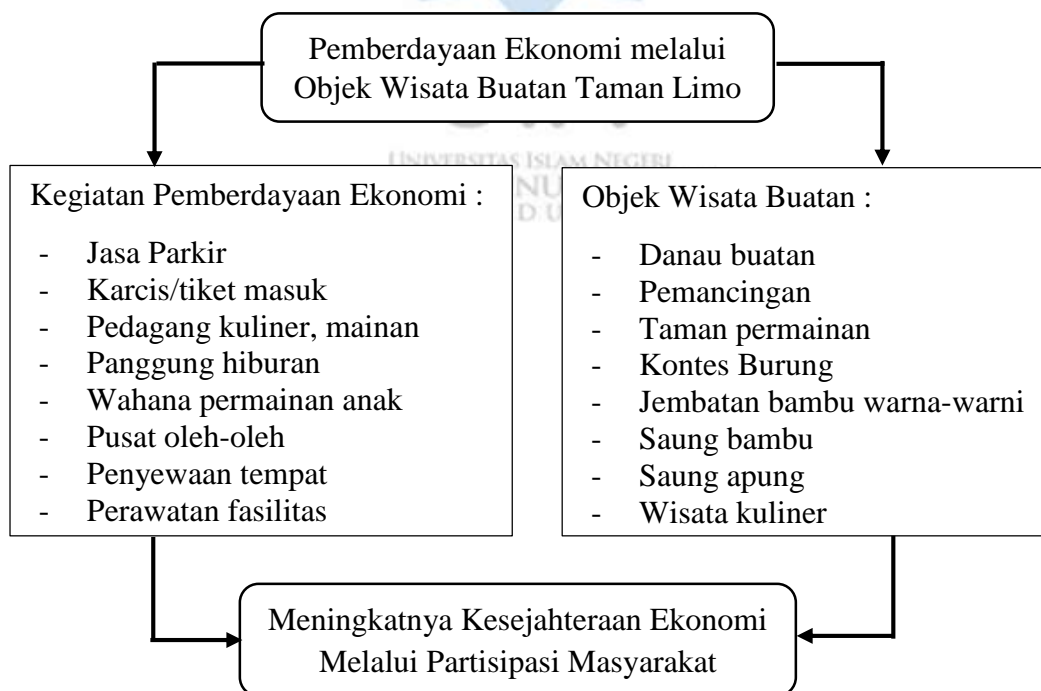 Pemberdayaan Ekonomi melalui
Objek Wisata Buatan Taman Limo
UNIVERSITAS ISLAM NEGERI
Kegiatan Pemberdayaan Ekonomi :
- Jasa Parkir
- Karcis/tiket masuk
- Pedagang kuliner, mainan
- Panggung hiburan
- Wahana permainan anak
- Pusat oleh-oleh
- Penyewaan tempat
- Perawatan fasilitas
Objek Wisata Buatan :
- Danau buatan
- Pemancingan
- Taman permainan
- Kontes Burung
- Jembatan bambu warna-warni
- Saung bambu
- Saung apung
- Wisata kuliner
Meningkatnya Kesejahteraan Ekonomi
Melalui Partisipasi Masyarakat